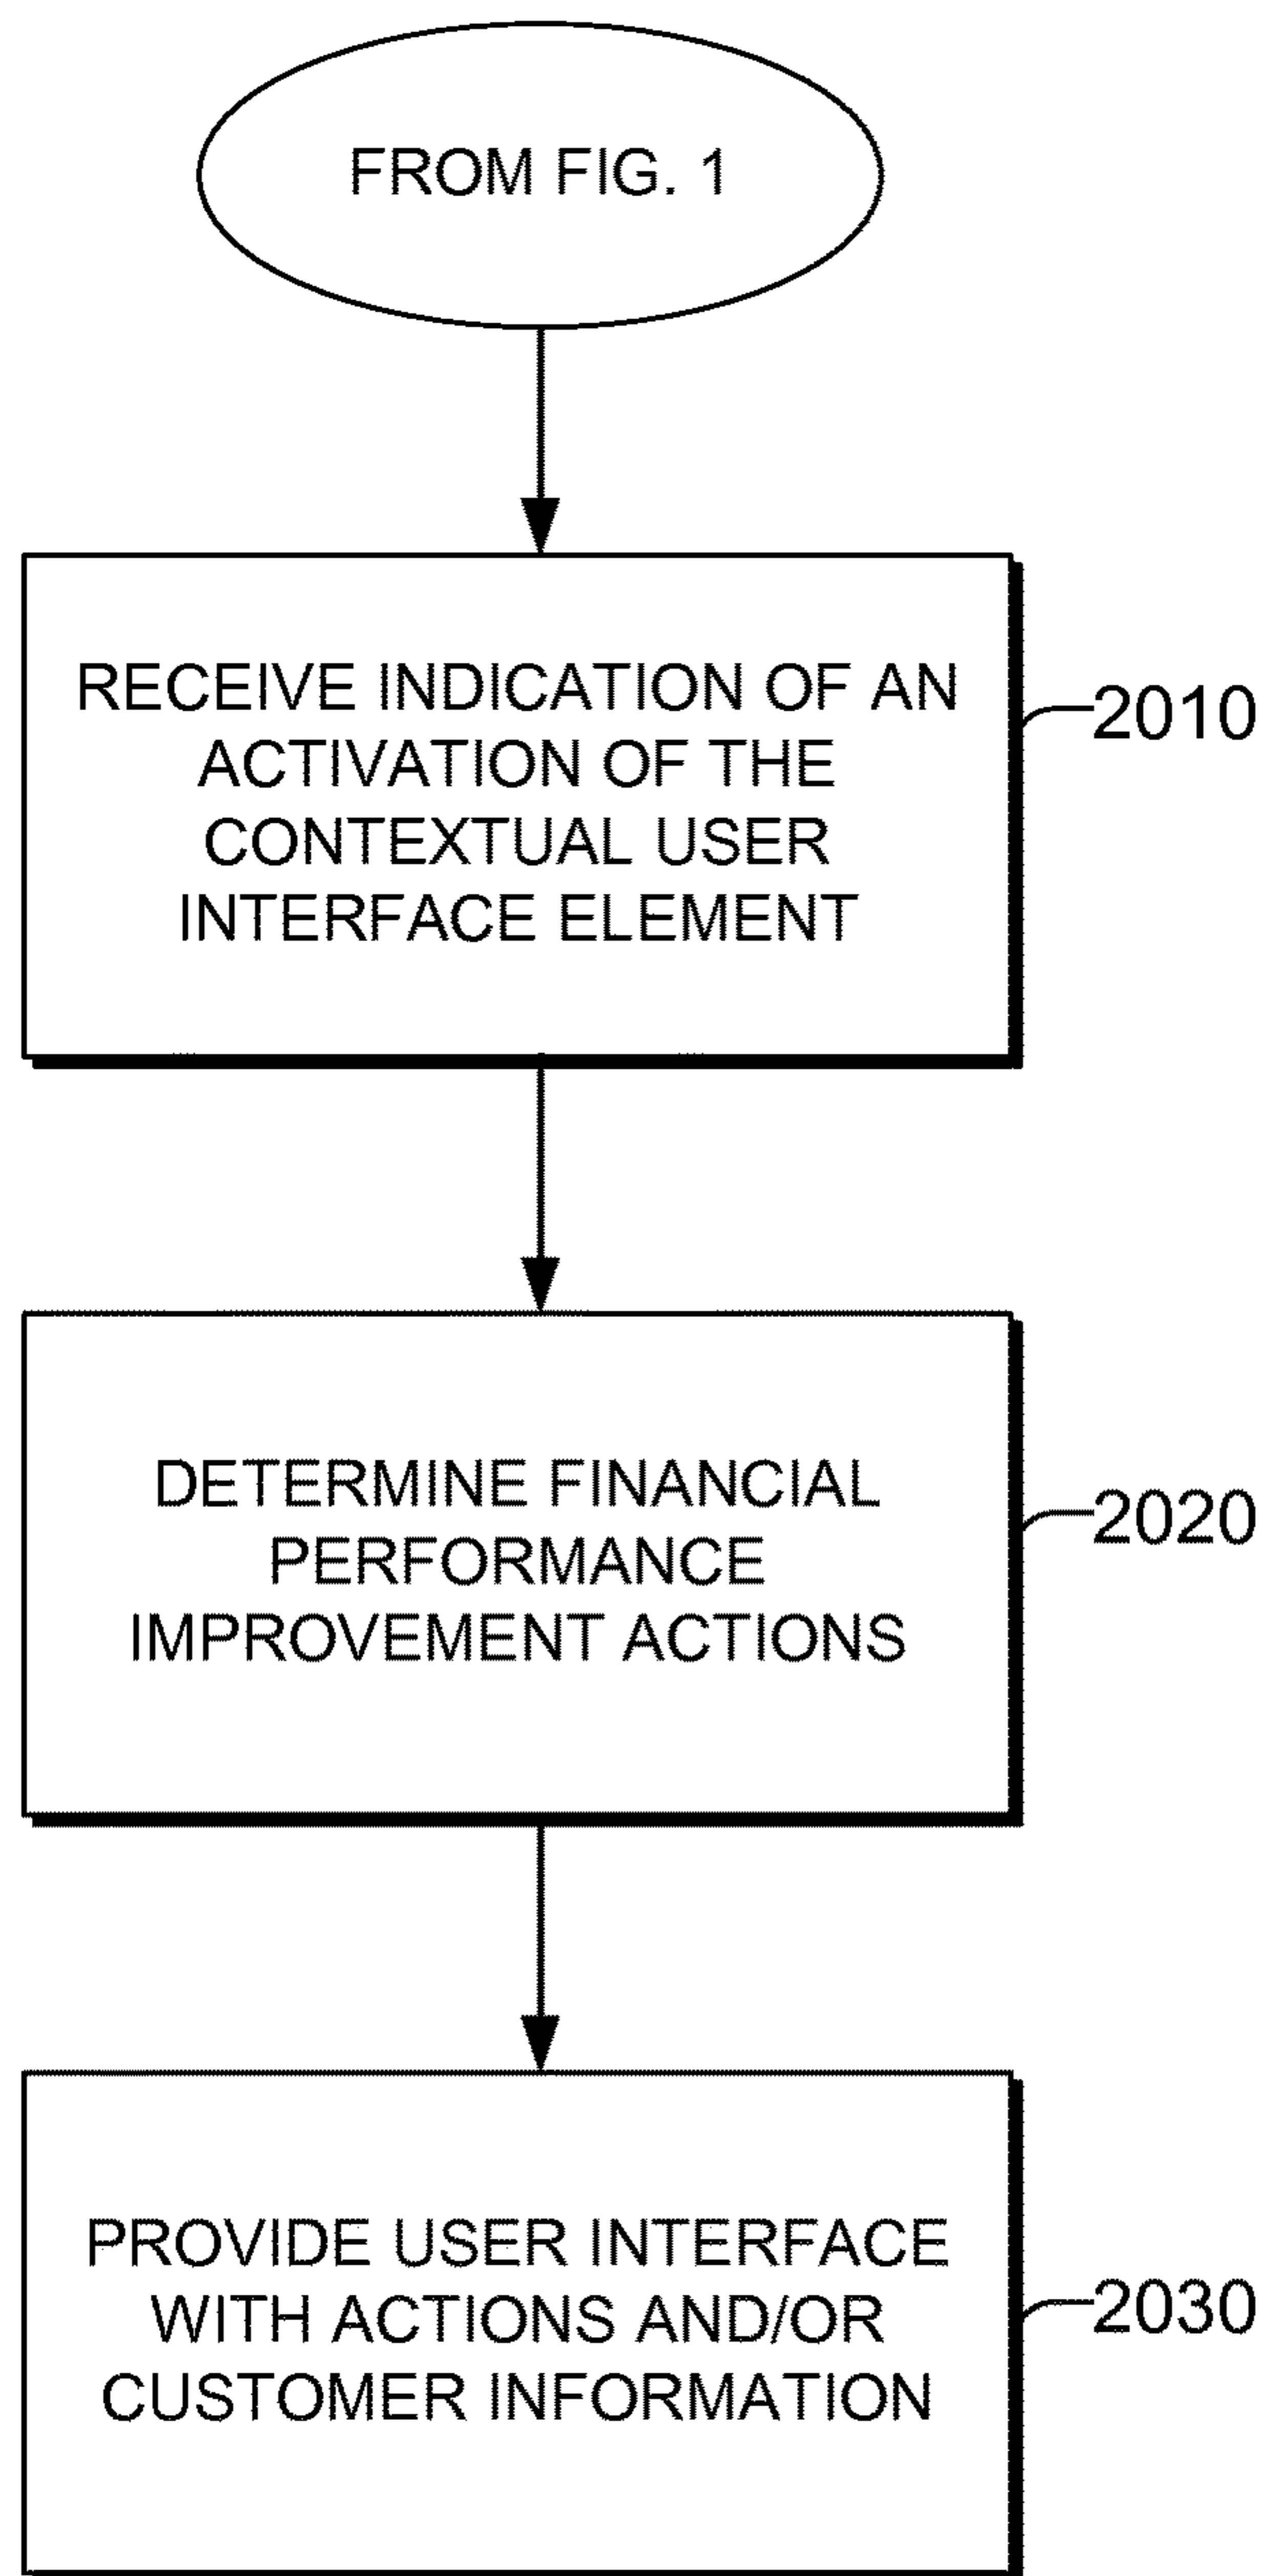 FROM FIG. 1
RECEIVE INDICATION OF AN
ACTIVATION OF THE
CONTEXTUAL USER
INTERFACE ELEMENT
2010
DETERMINE FINANCIAL
PERFORMANCE
IMPROVEMENT ACTIONS
2020
PROVIDE USER INTERFACE
WITH ACTIONS AND/OR
CUSTOMER INFORMATION
2030